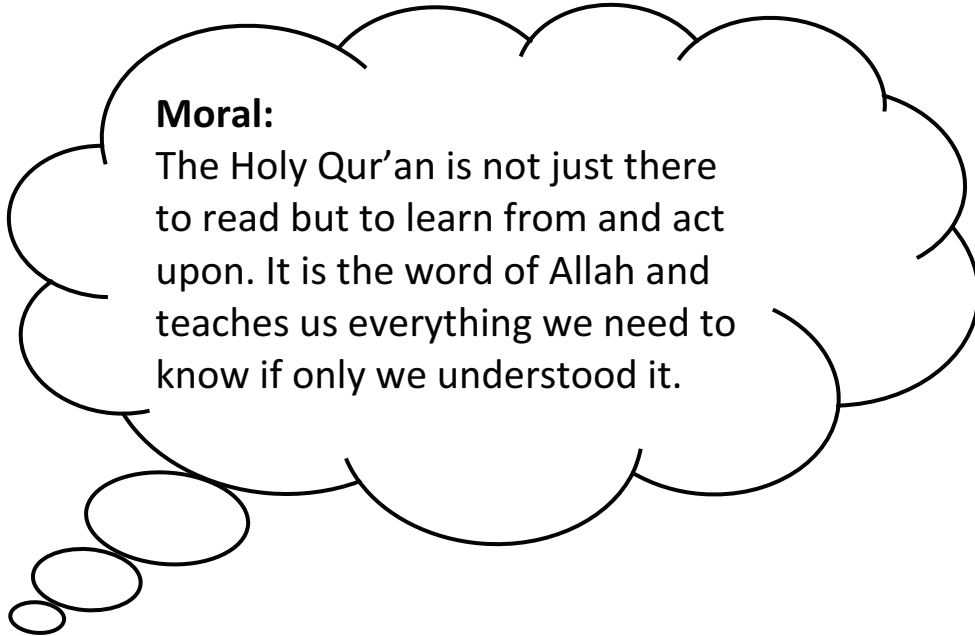 Moral:
The Holy Qur’an is not just there
to read but to learn from and act
upon. It is the word of Allah and
teaches us everything we need to
know if only we understood it.